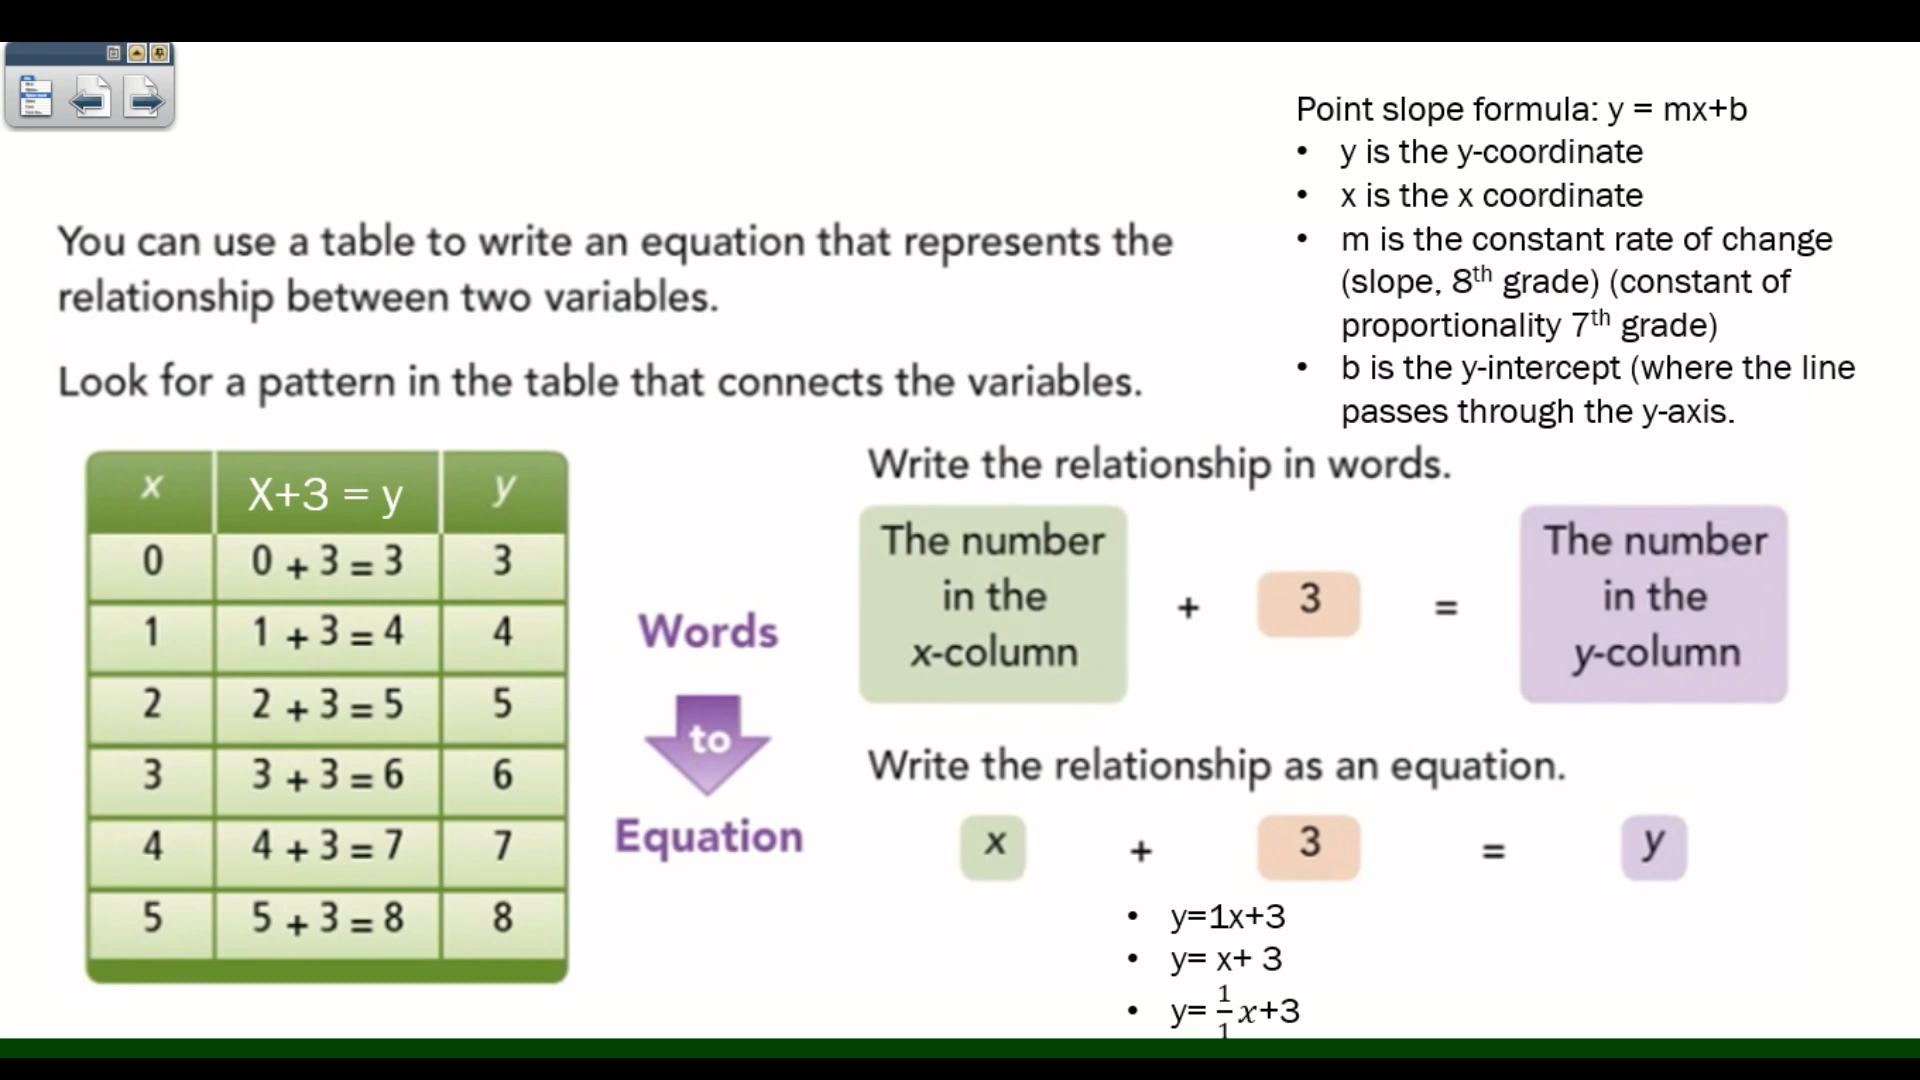 Point slope formula: y = mx+b
• y is the y-coordinate
• x is the x coordinate
• m is the constant rate of change
(slope, 8th grade) (constant of
proportionality 7th grade)
• b is the y-intercept (where the line
passes through the y-axis.
You can use a table to write an equation that represents the
relationship between two variables.
Look for a pattern in the table that connects the variables.
x X+3 = y y
0 0 + 3 = 3 3
1 1 + 3 = 4 4
2 2 + 3 = 5 5
3 3 + 3 = 6 6
4 4 + 3 = 7 7
5 5 + 3 = 8 8
Words
to
Equation
Write the relationship in words.
The number
in the
x-column
+
3
=
The number
in the
y-column
Write the relationship as an equation.
x + 3 = y
• y=1x+3
• y= x+ 3
• y= 1/1 x+3